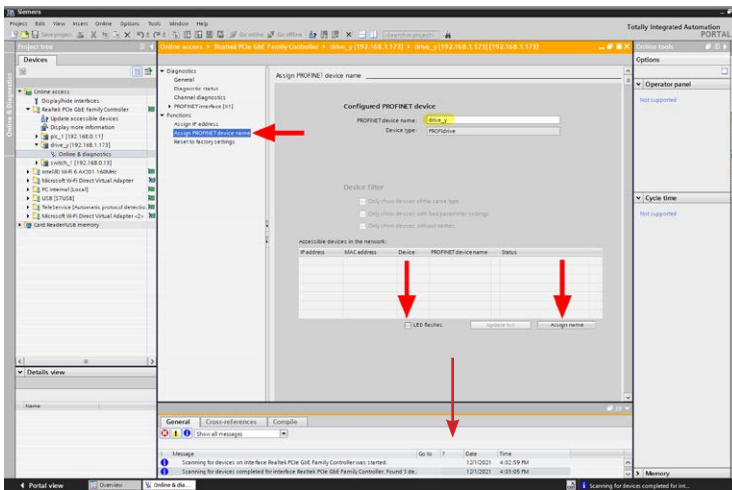 Siemens
Project Edit View Insert Online Options Tools Window Help
Totally Integrated Automation
PORTAL
Save project
Go online
Go offline
Project tree
Online access › Realtek PCIe GbE Family Controller › drive_y [192.168.1.173] › drive_y [192.168.1.173] [192.168.1.173]
Online tools
Devices
Options
Online & Diagnostics
Online access
Display/hide interfaces
Realtek PCIe GbE Family Controller
Update accessible devices
Display more information
plc_1 [192.168.0.11]
drive_y [192.168.1.173]
Online & diagnostics
switch_1 [192.168.0.13]
Intel(R) Wi-Fi 6 AX201 160MHz
Microsoft Wi-Fi Direct Virtual Adapter
PC internal [Local]
USB [S7USB]
TeleService [Automatic protocol detectio..
Microsoft Wi-Fi Direct Virtual Adapter <2>
Card Reader/USB memory
Diagnostics
General
Diagnostic status
Channel diagnostics
PROFINET interface [X1]
Functions
Assign IP address
Assign PROFINET device name
Reset to factory settings
Assign PROFINET device name
Configured PROFINET device
PROFINET device name: drive_y
Device type: PROFIdrive
Device filter
Only show devices of the same type
Only show devices with bad parameter settings
Only show devices without names
Accessible devices in the network:
IP address MAC address Device PROFINET device name Status
LED flashes
Update list
Assign name
Operator panel
Not supported
Cycle time
Not supported
Memory
Details view
Name
General Cross-references Compile
Show all messages
! Message Go to ? Date Time
Scanning for devices on interface Realtek PCIe GbE Family Controller was started. 12/1/2021 4:02:59 PM
Scanning for devices completed for interface Realtek PCIe GbE Family Controller. Found 3 de.. 12/1/2021 4:03:05 PM
Portal view
Overview
Online & dia...
Scanning for devices completed for int...